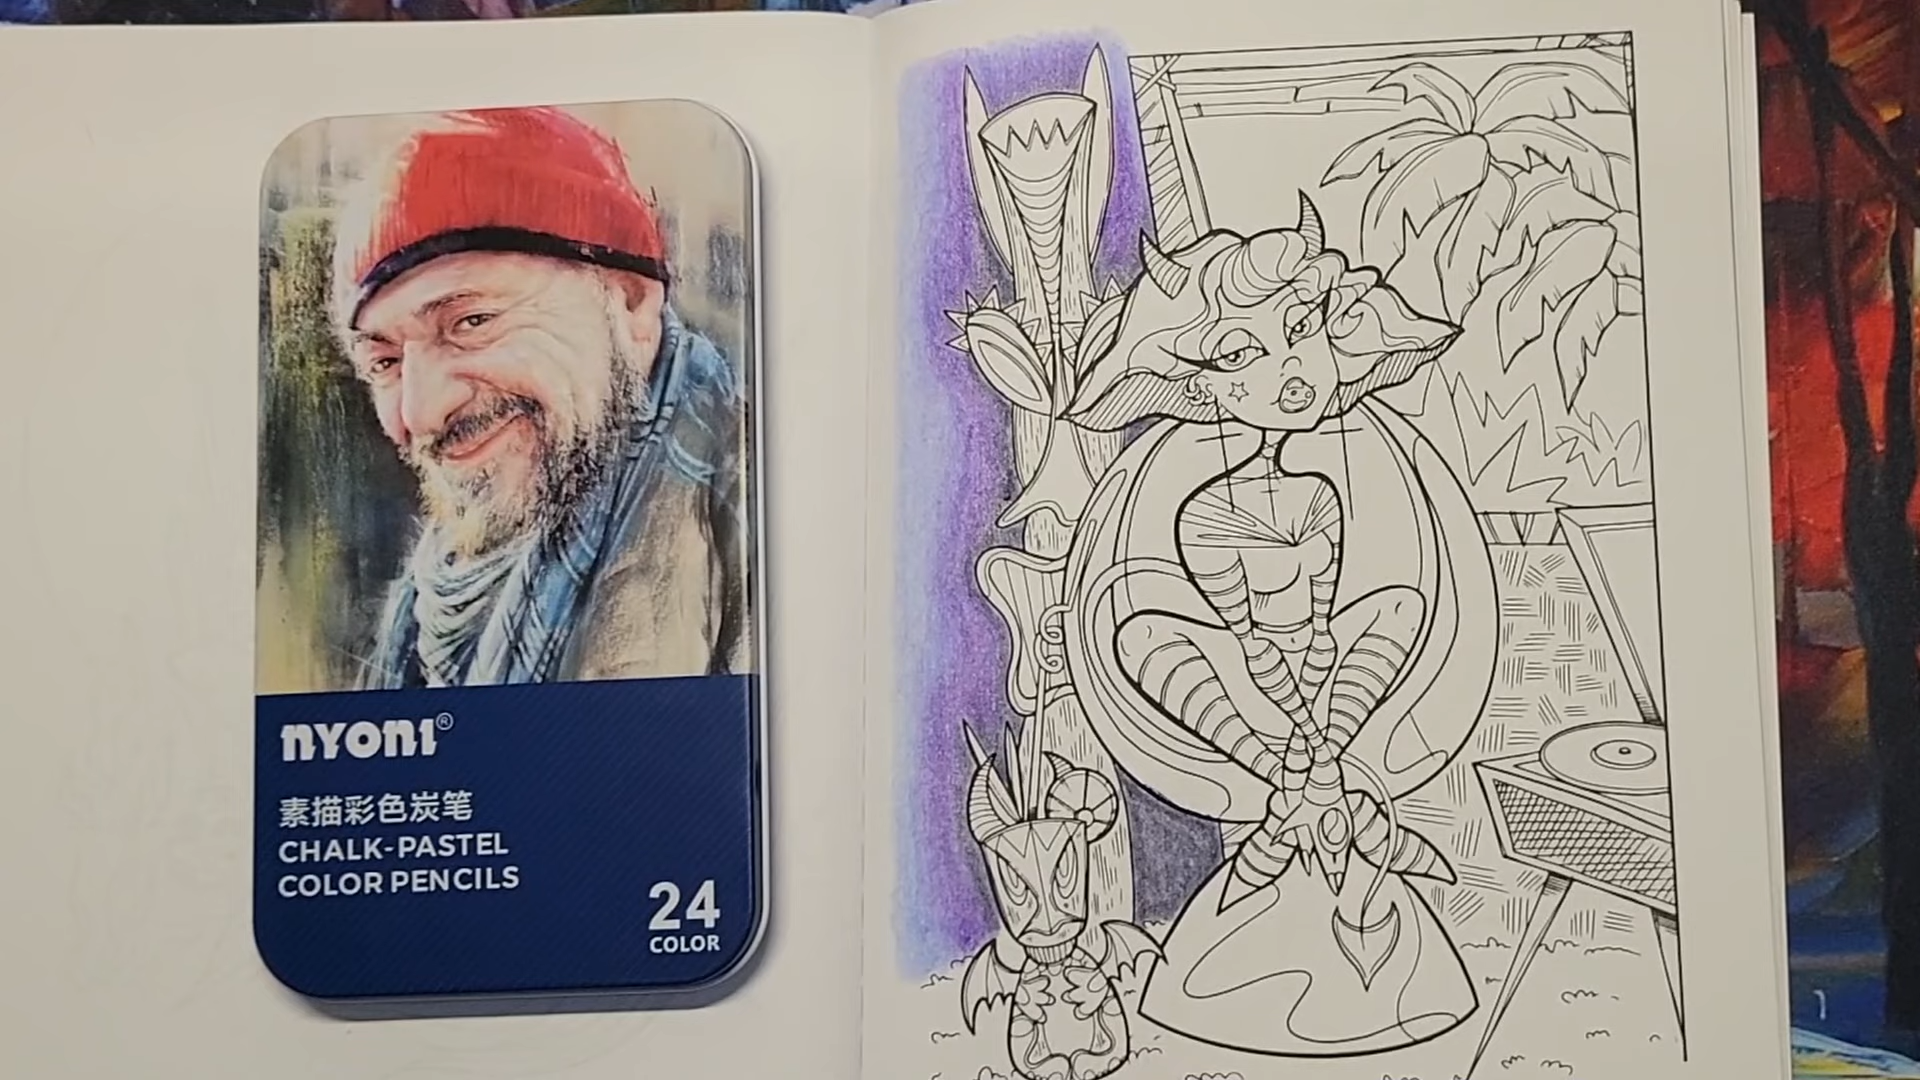 nyoni®
素描彩色炭笔
CHALK-PASTEL
COLOR PENCILS
24
COLOR